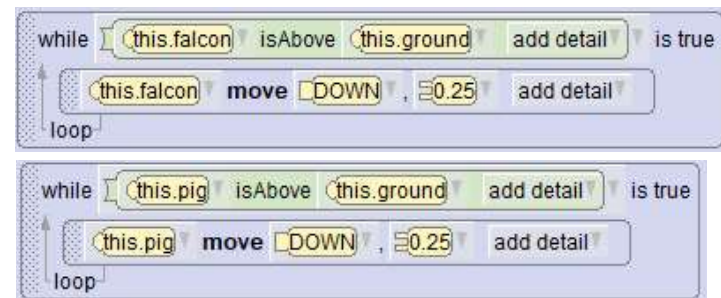 while this.falcon isAbove this.ground add detail is true
this.falcon move DOWN , 0.25 add detail
loop
while this.pig isAbove this.ground add detail is true
this.pig move DOWN , 0.25 add detail
loop